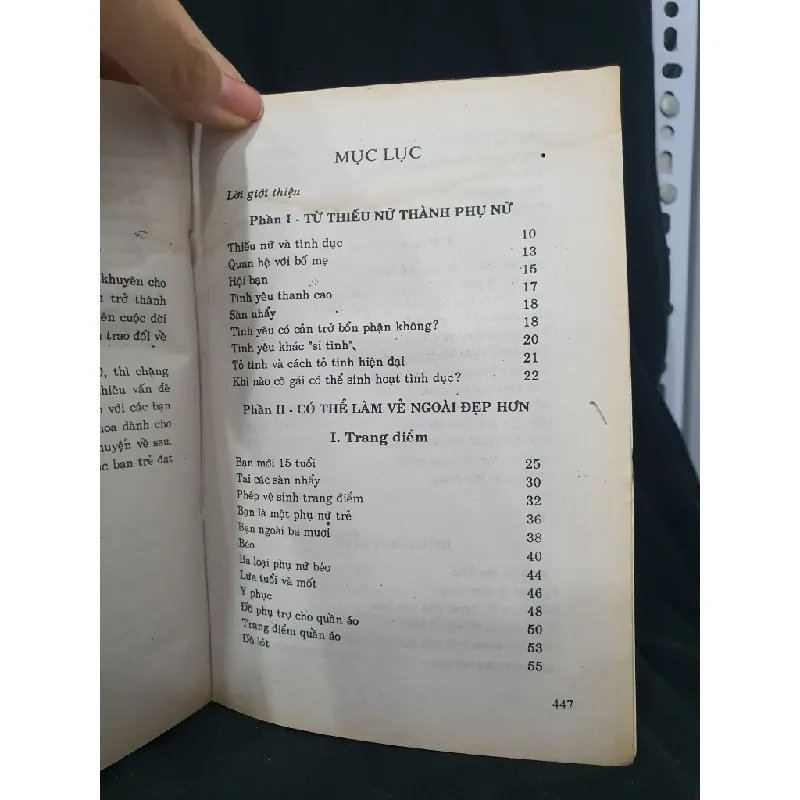 khuyên cho
trở thành
cuộc đời
trao đổi về
thì chặng
vấn đề
với các bạn
dành cho
về sau.
bạn trẻ đạt
MỤC LỤC
Lời giới thiệu
Phần I - TỪ THIẾU NỮ THÀNH PHỤ NỮ
Thiếu nữ và tình dục 10
Quan hệ với bố mẹ 13
Hội bạn 15
Tình yêu thanh cao 17
Sàn nhẩy 18
Tình yêu có cản trở bổn phận không? 18
Tình yêu khác "si tình" 20
Tỏ tình và cách tỏ tình hiện đại 21
Khi nào cô gái có thể sinh hoạt tình dục? 22
Phần II - CÓ THỂ LÀM VẺ NGOÀI ĐẸP HƠN
I. Trang điểm
Bạn mới 15 tuổi 25
Tai các sàn nhẩy 30
Phép vệ sinh trang điểm 32
Bạn là một phụ nữ trẻ 36
Bạn ngoài ba mươi 38
Béo 40
Ba loại phụ nữ béo 44
Lứa tuổi và mốt 46
Y phục 48
Đồ phụ trợ cho quần áo 50
Trang điểm quần áo 53
Đồ lót 55
447